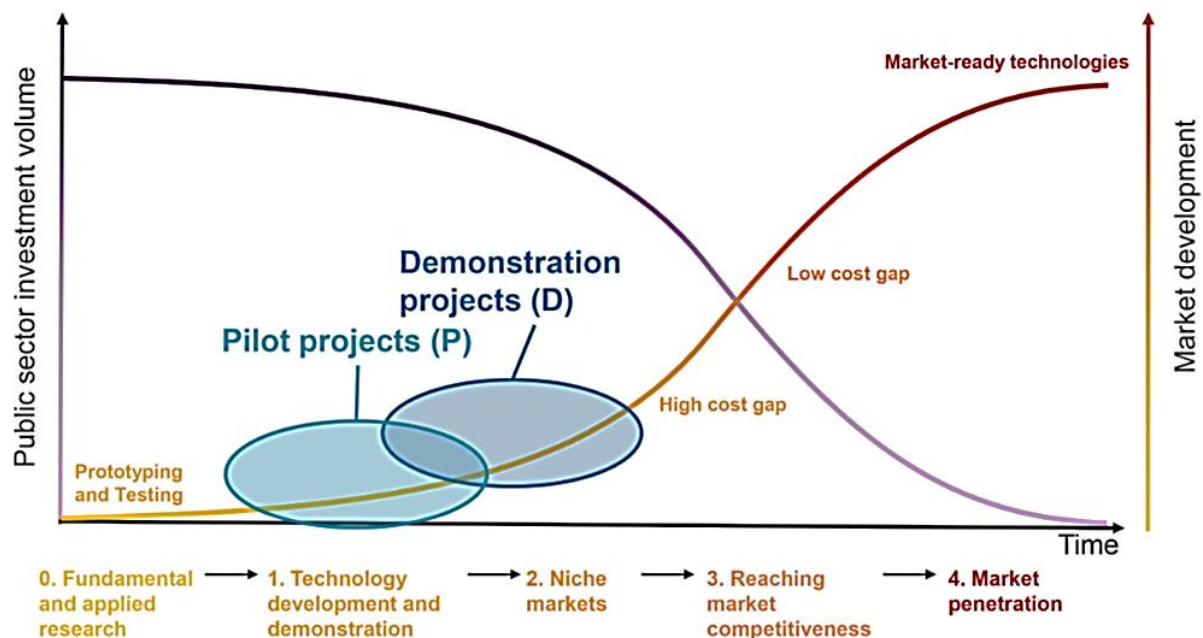 Public sector investment volume
Market-ready technologies
Market development
Demonstration
projects (D)
Low cost gap
Pilot projects (P)
High cost gap
Prototyping
and Testing
Time
0. Fundamental
and applied
research
1. Technology
development and
demonstration
2. Niche
markets
3. Reaching
market
competitiveness
4. Market
penetration